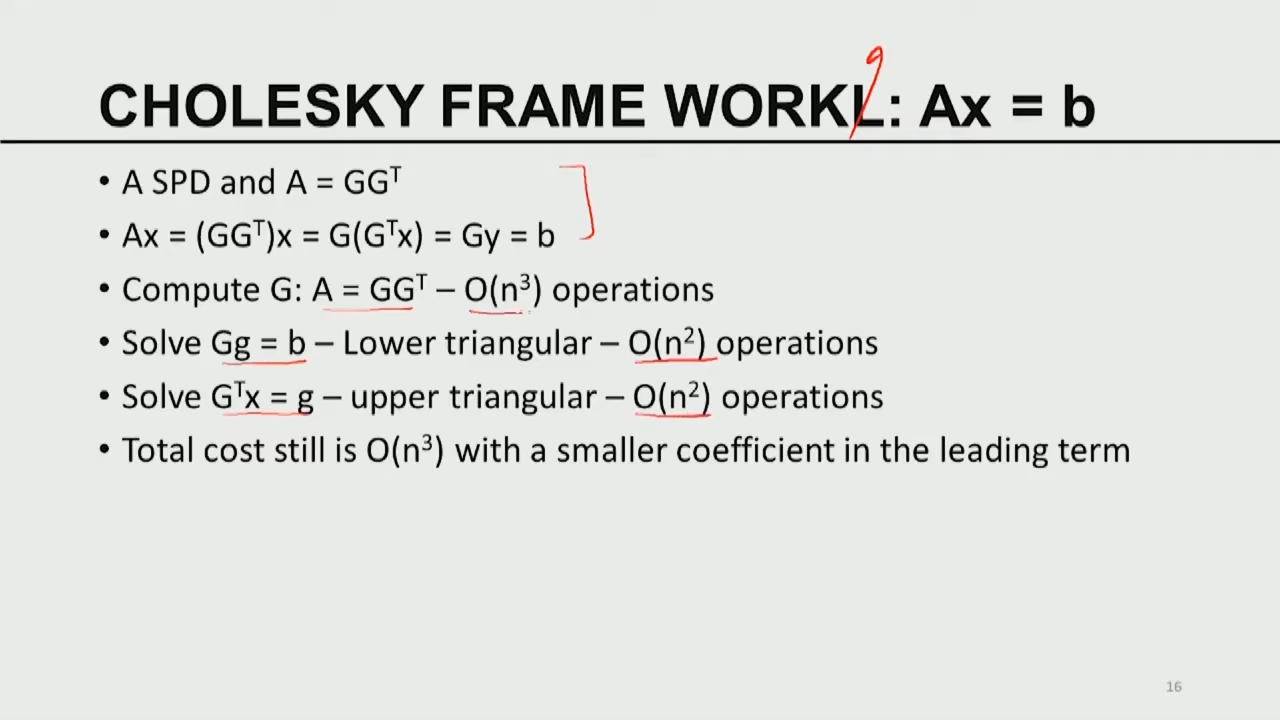 CHOLESKY FRAME WORKL: Ax = b
• A SPD and A = GGᵀ
• Ax = (GGᵀ)x = G(Gᵀx) = Gy = b
• Compute G: A = GGᵀ – O(n³) operations
• Solve Gg = b – Lower triangular – O(n²) operations
• Solve Gᵀx = g – upper triangular – O(n²) operations
• Total cost still is O(n³) with a smaller coefficient in the leading term
16